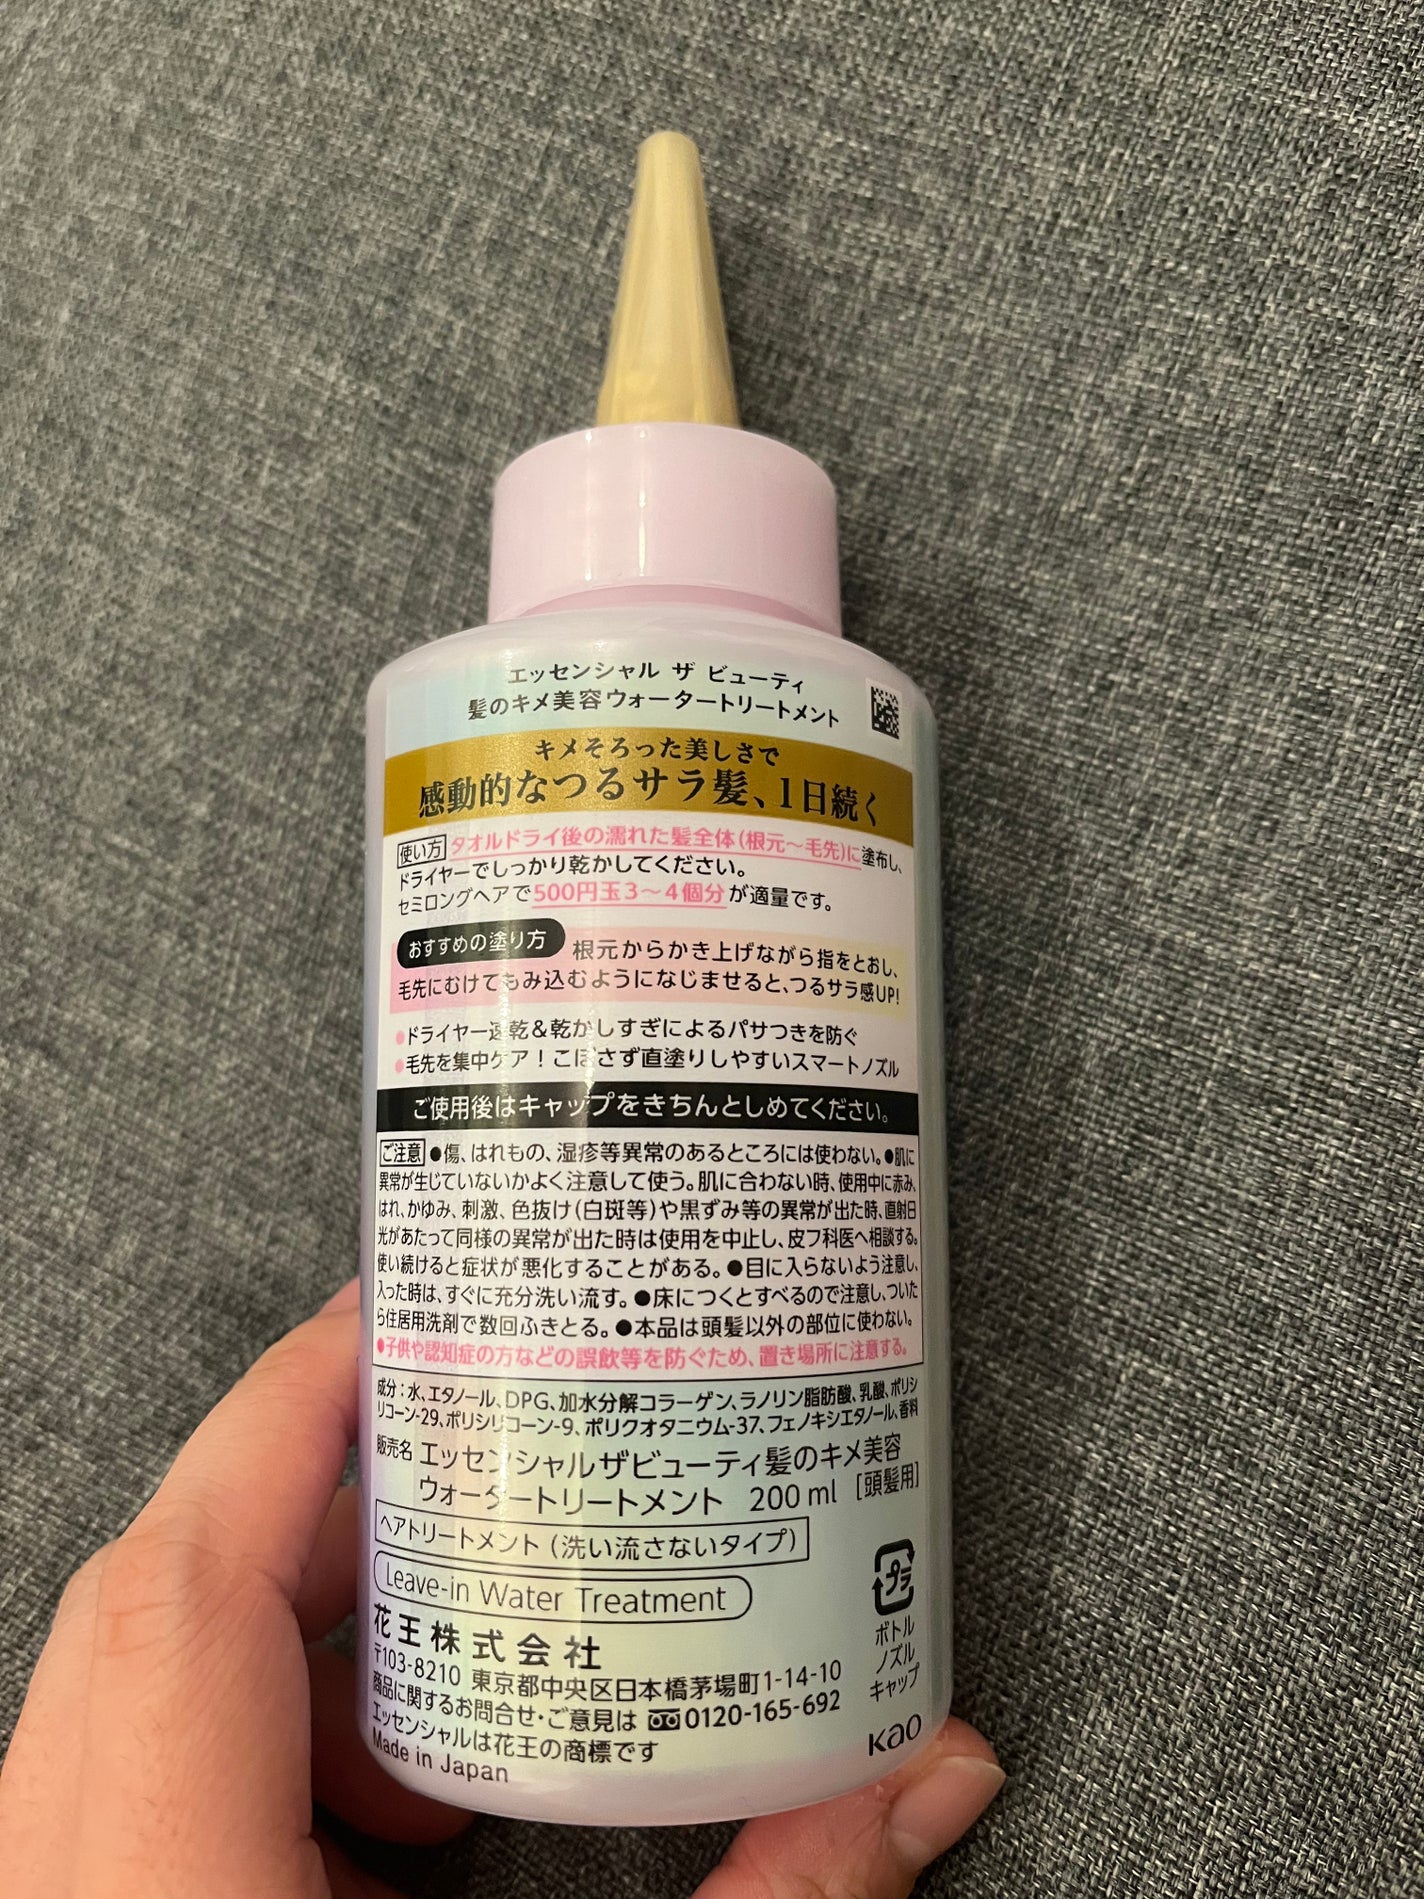 エッセンシャル ザ ビューティ
髪のキメ美容ウォータートリートメント
キメそろった美しさで
感動的なつるサラ髪、1日続く
使い方 タオルドライ後の濡れた髪全体(根元〜毛先)に塗布し、
ドライヤーでしっかり乾かしてください。
セミロングヘアで500円玉3〜4個分が適量です。
おすすめの塗り方 根元からかき上げながら指をとおし、
毛先にむけてもみ込むようになじませると、つるサラ感UP!
●ドライヤー速乾&乾かしすぎによるパサつきを防ぐ
●毛先を集中ケア！こぼさず直塗りしやすいスマートノズル
ご使用後はキャップをきちんとしめてください。
ご注意 ●傷、はれもの、湿疹等異常のあるところには使わない。●肌に
異常が生じていないかよく注意して使う。肌に合わない時、使用中に赤み、
はれ、かゆみ、刺激、色抜け(白斑等)や黒ずみ等の異常が出た時、直射日
光があたって同様の異常が出た時は使用を中止し、皮フ科医へ相談する。
使い続けると症状が悪化することがある。●目に入らないよう注意し、
入った時は、すぐに充分洗い流す。●床につくとすべるので注意し、ついた
ら住居用洗剤で数回ふきとる。●本品は頭髪以外の部位に使わない。
●子供や認知症の方などの誤飲等を防ぐため、置き場所に注意する。
成分：水、エタノール、DPG、加水分解コラーゲン、ラノリン脂肪酸、乳酸、ポリシ
リコーン-29、ポリシリコーン-9、ポリクオタニウム-37、フェノキシエタノール、香料
販売名 エッセンシャルザビューティ髪のキメ美容
ウォータートリートメント 200ml [頭髪用]
ヘアトリートメント (洗い流さないタイプ)
Leave-in Water Treatment
プラ
ボトル
ノズル
キャップ
花王株式会社
〒103-8210 東京都中央区日本橋茅場町1-14-10
商品に関するお問合せ・ご意見は 0120-165-692
エッセンシャルは花王の商標です
Made in Japan
Kao